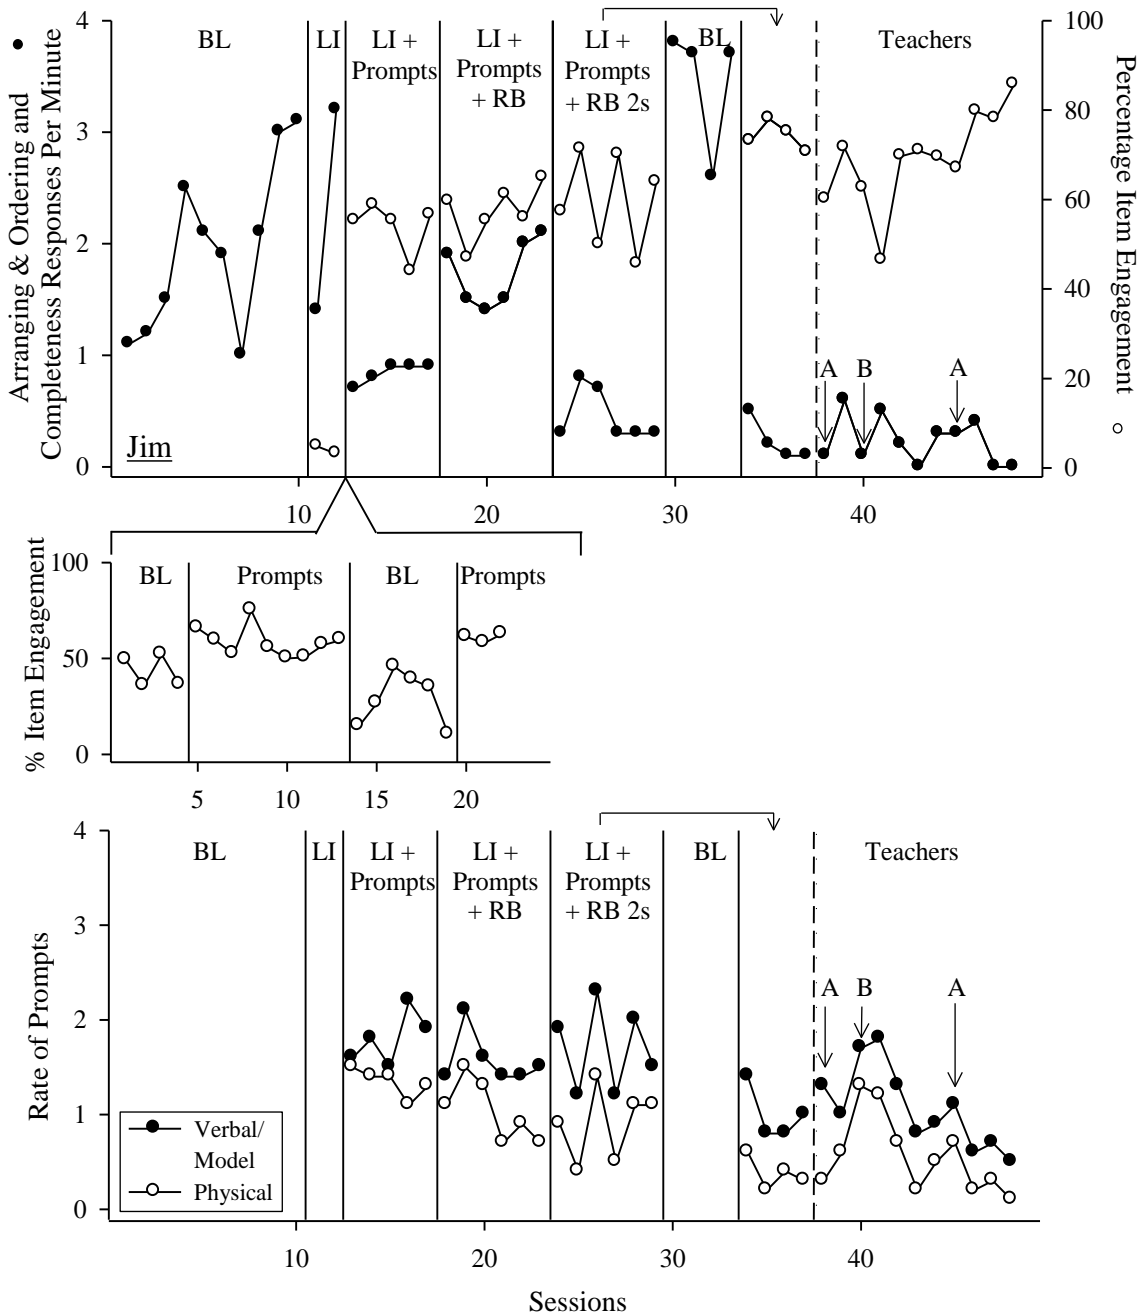 Arranging & Ordering and
Completeness Responses Per Minute
4
3
2
1
0
BL
LI
LI +
Prompts
LI +
Prompts
+ RB
LI +
Prompts
+ RB 2s
BL
Teachers
A
B
A
Jim
100
80
60
40
20
0
Percentage Item Engagement
10
20
30
40
% Item Engagement
100
50
0
BL
Prompts
BL
Prompts
5
10
15
20
Rate of Prompts
4
3
2
1
0
BL
LI
LI +
Prompts
LI +
Prompts
+ RB
LI +
Prompts
+ RB 2s
BL
Teachers
A
B
A
Verbal/
Model
Physical
10
20
30
40
Sessions